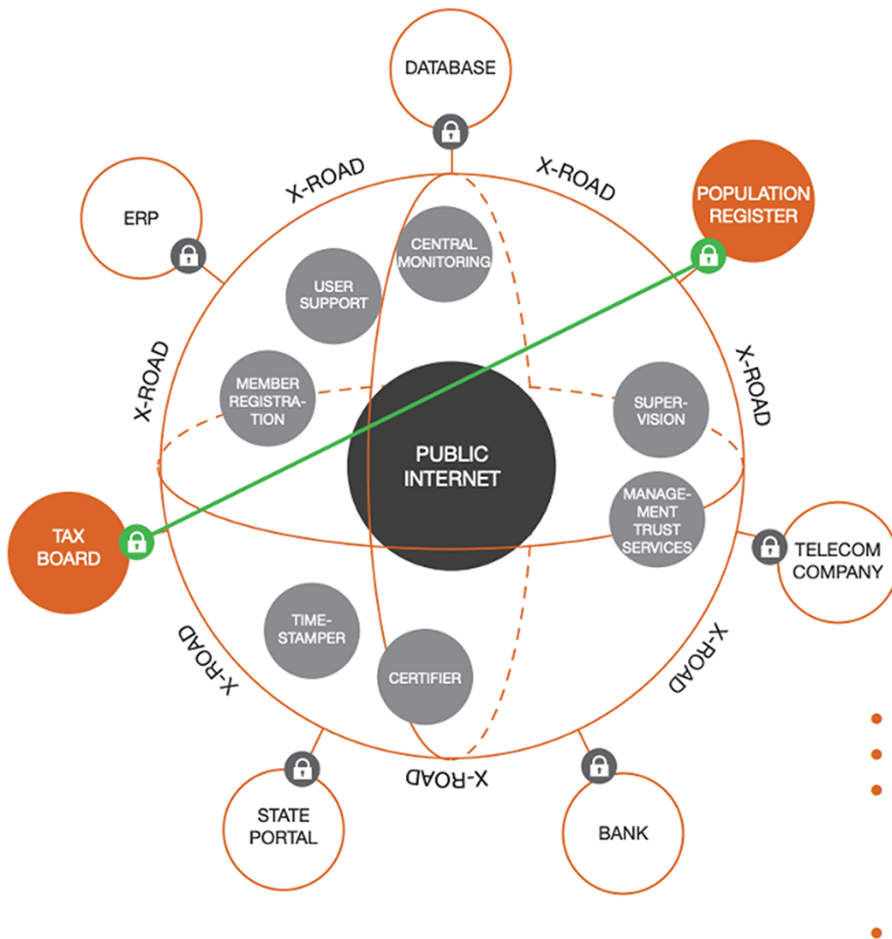 DATABASE
X-ROAD
X-ROAD
POPULATION
REGISTER
ERP
CENTRAL
MONITORING
USER
SUPPORT
X-ROAD
X-ROAD
MEMBER
REGISTRA-
TION
SUPER-
VISION
PUBLIC
INTERNET
MANAGE-
MENT
TRUST
SERVICES
TAX
BOARD
TELECOM
COMPANY
TIME-
STAMPER
CERTIFIER
X-ROAD
X-ROAD
X-ROAD
STATE
PORTAL
BANK